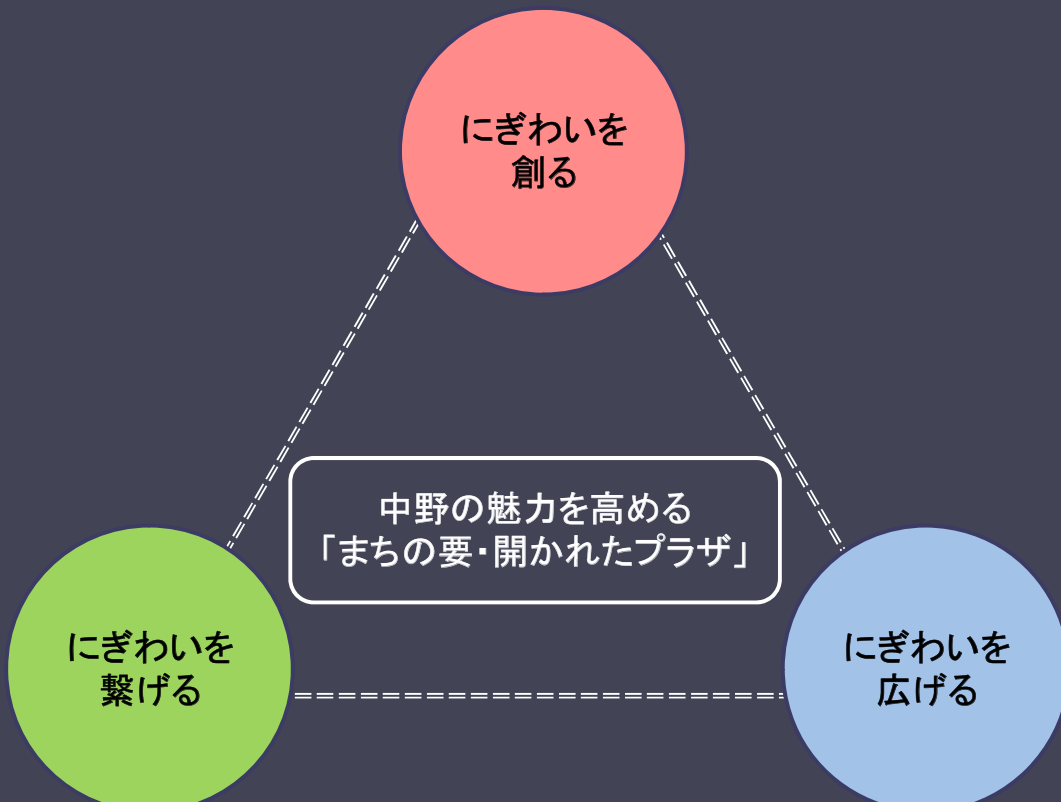 にぎわいを
創る
中野の魅力を高める
「まちの要・開かれたプラザ」
にぎわいを
繋げる
にぎわいを
広げる